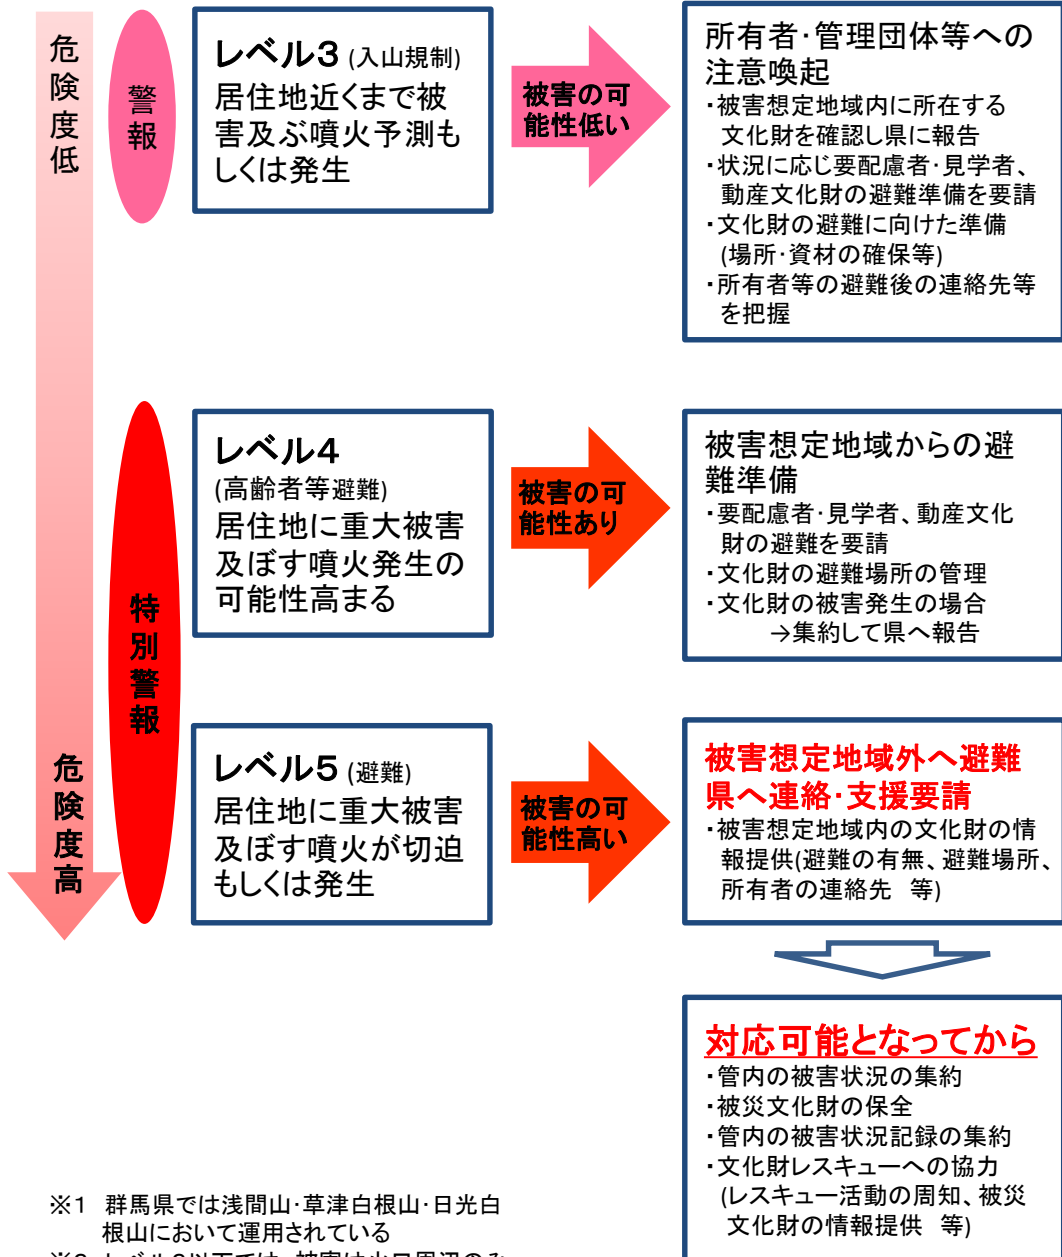 危険度低
警報
レベル3 (入山規制)
居住地近くまで被
害及ぶ噴火予測も
しくは発生
被害の可
能性低い
所有者・管理団体等への
注意喚起
・被害想定地域内に所在する
文化財を確認し県に報告
・状況に応じ要配慮者・見学者、
動産文化財の避難準備を要請
・文化財の避難に向けた準備
(場所・資材の確保等)
・所有者等の避難後の連絡先等
を把握
特別警報
レベル4
(高齢者等避難)
居住地に重大被害
及ぼす噴火発生の
可能性高まる
被害の可
能性あり
被害想定地域からの避
難準備
・要配慮者・見学者、動産文化
財の避難を要請
・文化財の避難場所の管理
・文化財の被害発生の場合
→集約して県へ報告
危険度高
レベル5 (避難)
居住地に重大被害
及ぼす噴火が切迫
もしくは発生
被害の可
能性高い
被害想定地域外へ避難
県へ連絡・支援要請
・被害想定地域内の文化財の情
報提供(避難の有無、避難場所、
所有者の連絡先 等)
対応可能となってから
・管内の被害状況の集約
・被災文化財の保全
・管内の被害状況記録の集約
・文化財レスキューへの協力
(レスキュー活動の周知、被災
文化財の情報提供 等)
※1 群馬県では浅間山・草津白根山・日光白
根山において運用されている